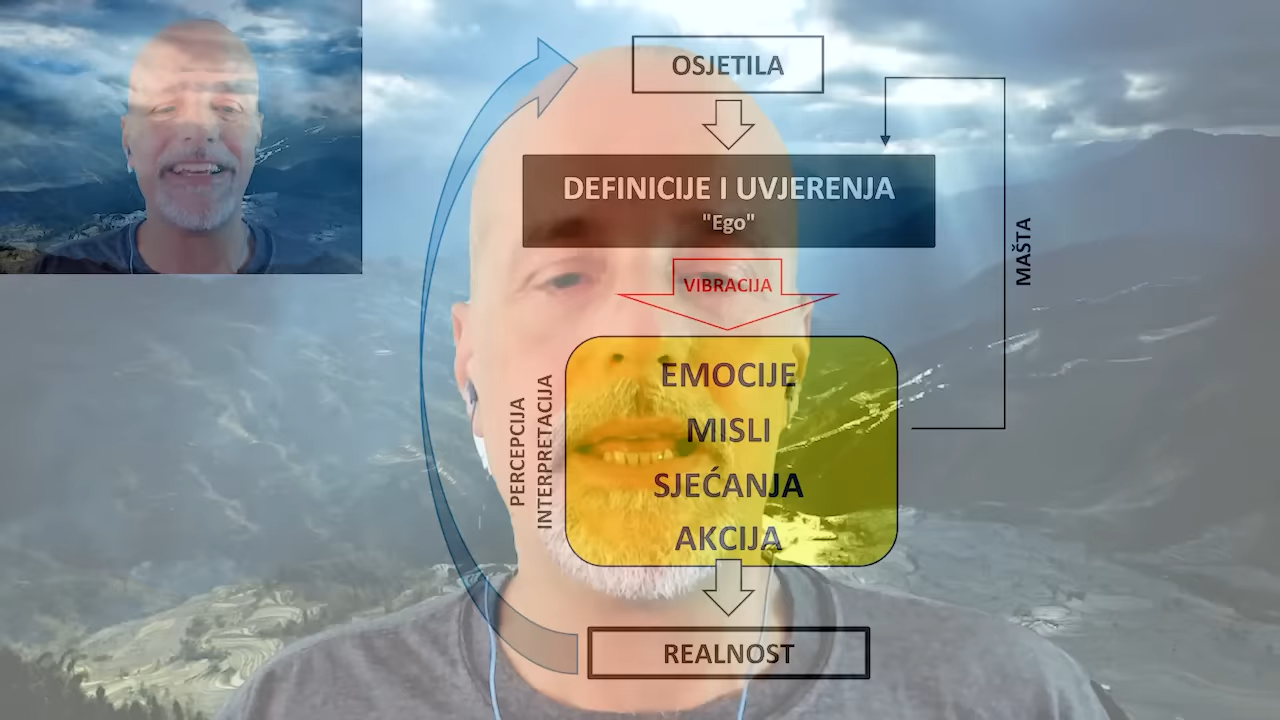 OSJETILA
DEFINICIJE I UVJERENJA
"Ego"
VIBRACIJA
MAŠTA
EMOCIJE
MISLI
SJEĆANJA
AKCIJA
PERCEPCIJA
INTERPRETACIJA
REALNOST